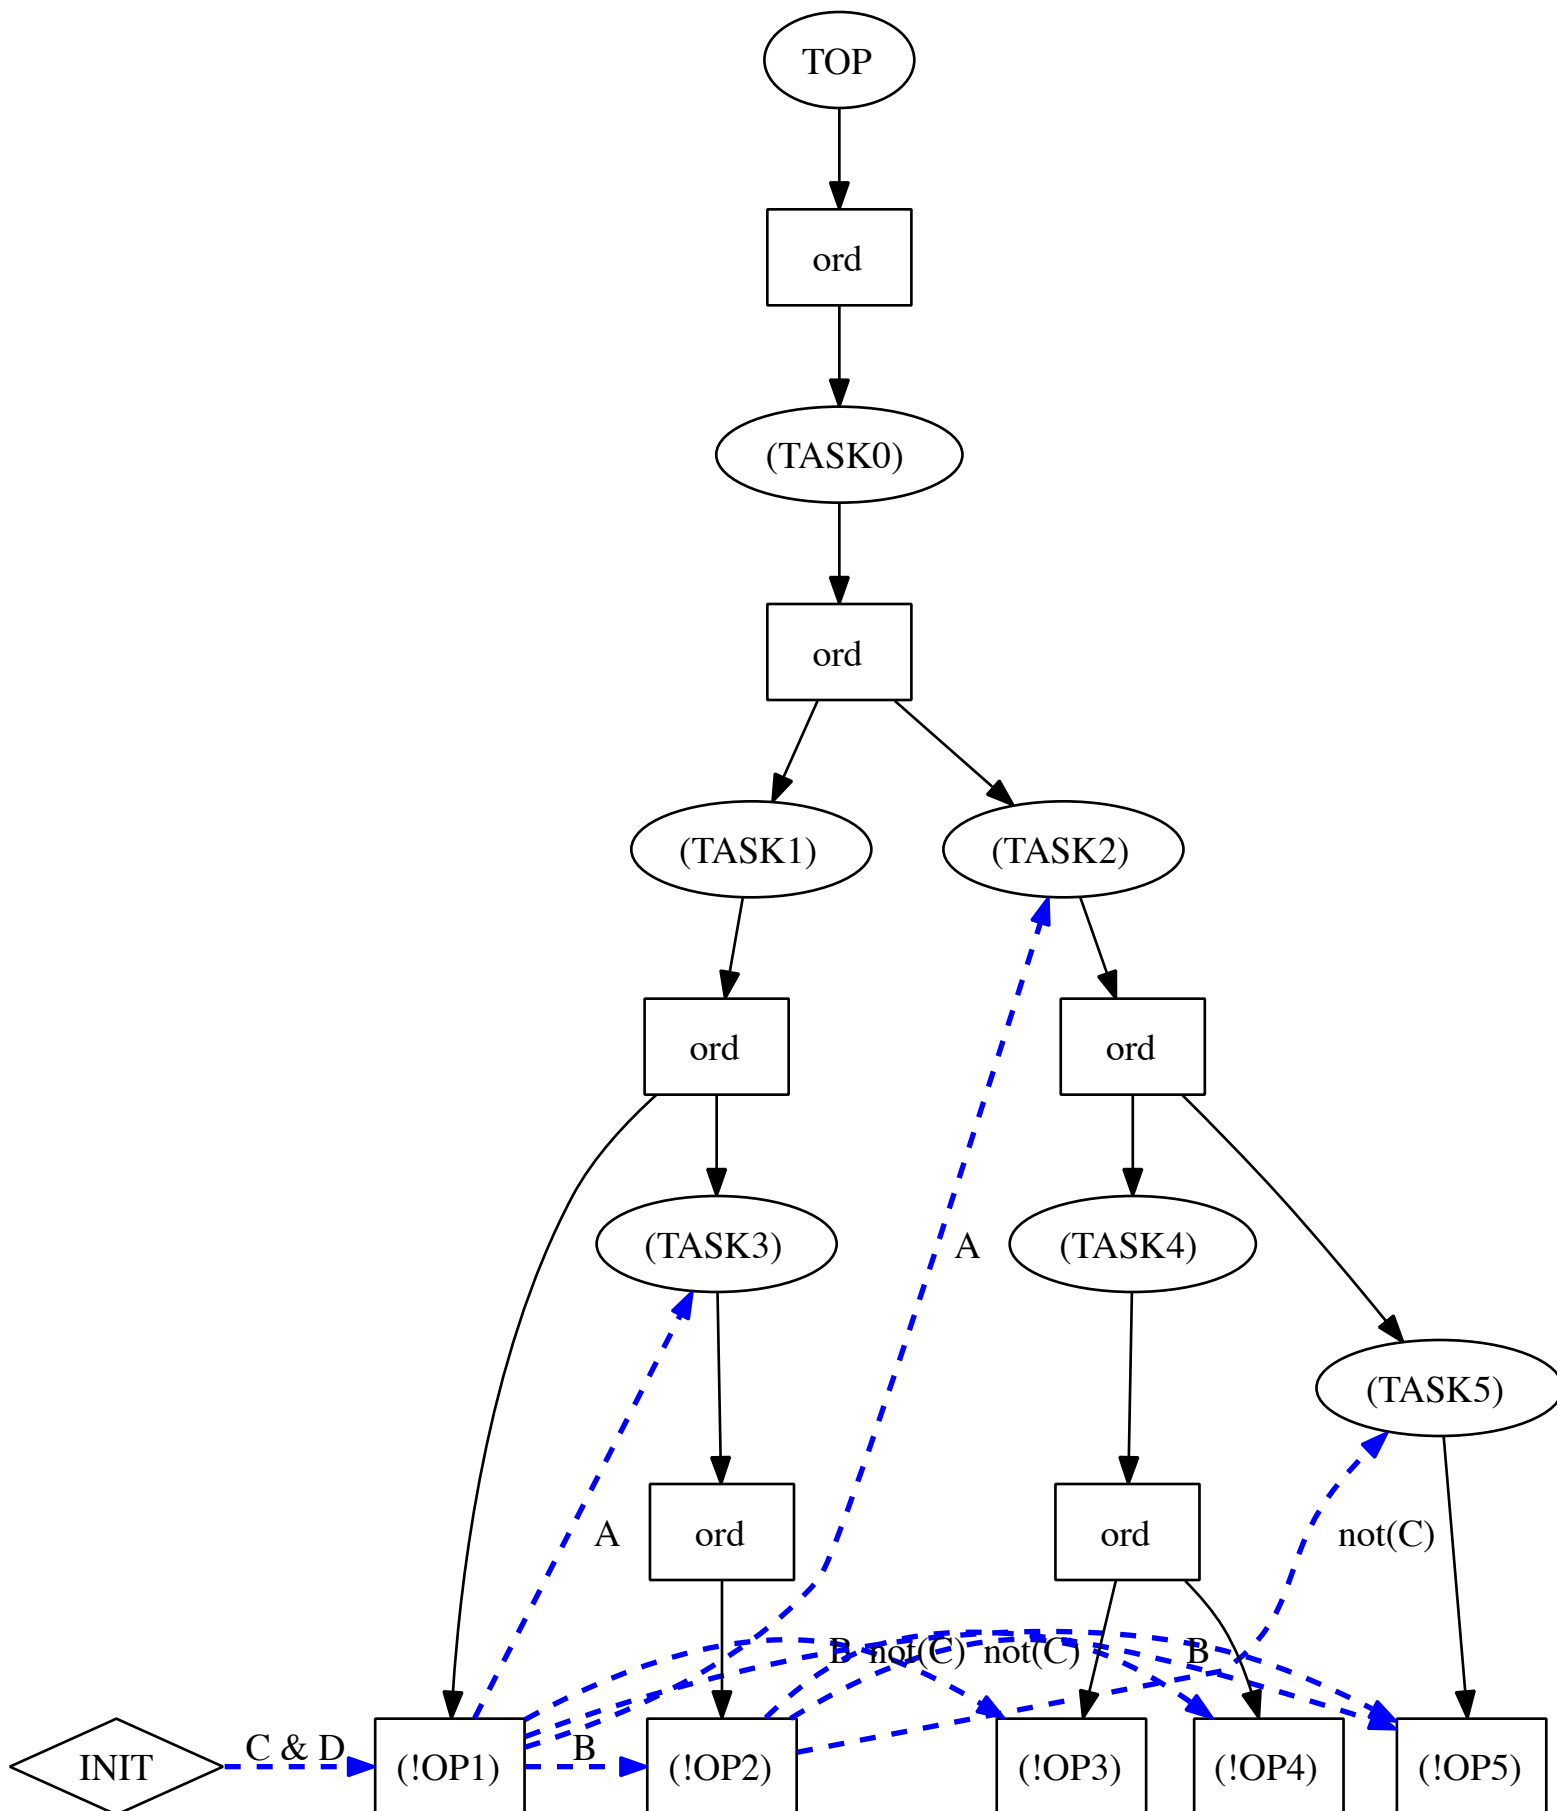 TOP
ord
(TASK0)
ord
(TASK1)
(TASK2)
ord
ord
(TASK3)
A
(TASK4)
(TASK5)
A
ord
ord
not(C)
B
not(C)
not(C)
B
C & D
B
INIT
(!OP1)
(!OP2)
(!OP3)
(!OP4)
(!OP5)